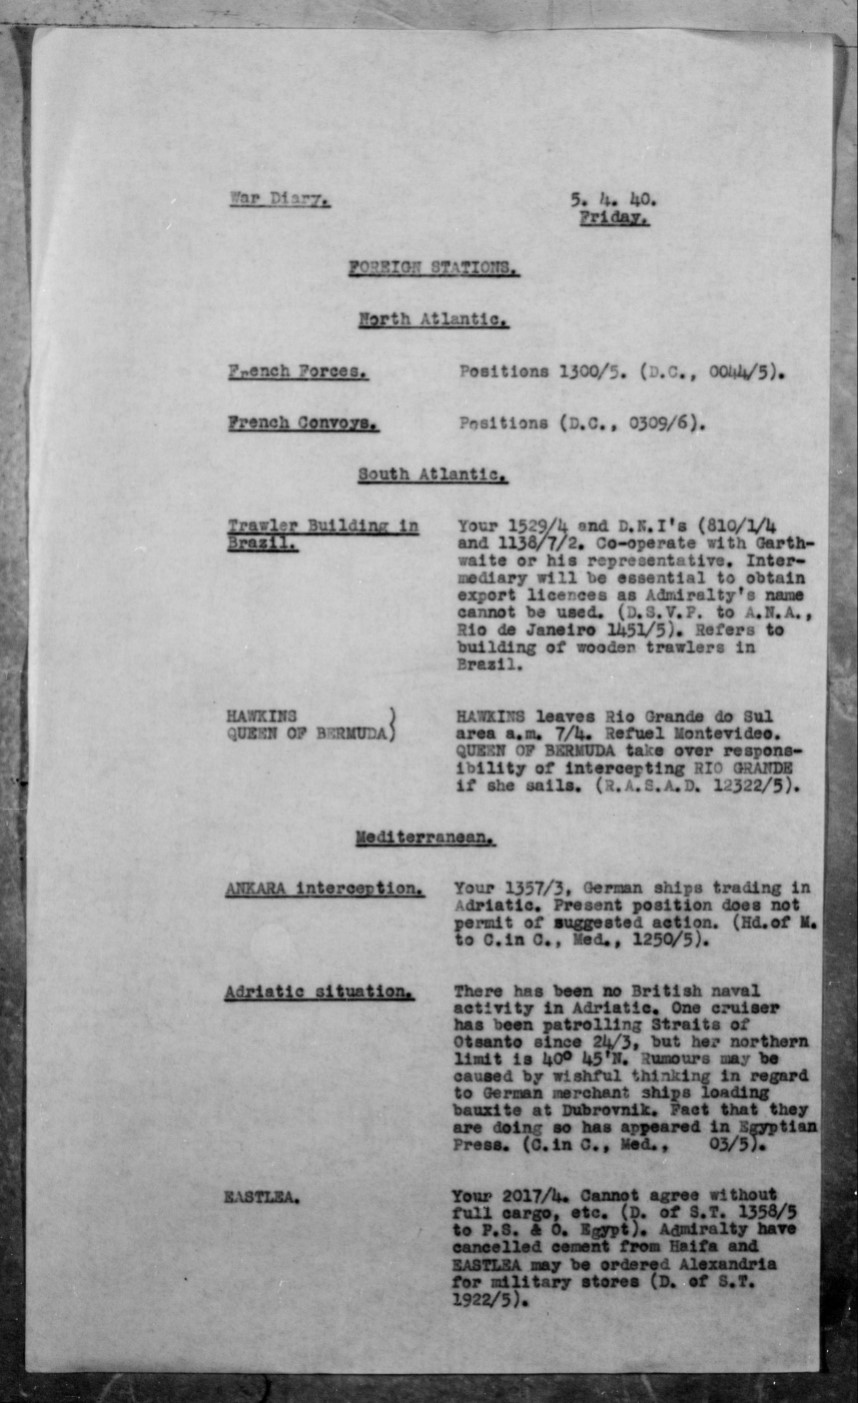 War Diary. 5. 4. 40.
Friday.
FOREIGN STATIONS.
North Atlantic.
French Forces. Positions 1300/5. (D.C., 0044/5).
French Convoys. Positions (D.C., 0309/6).
South Atlantic.
Trawler Building in Brazil. Your 1529/4 and D.N.I's (810/1/4
and 1138/7/2. Co-operate with Garth-
waite or his representative. Inter-
mediary will be essential to obtain
export licences as Admiralty's name
cannot be used. (D.S.V.P. to A.N.A.,
Rio de Janeiro 1451/5). Refers to
building of wooden trawlers in
Brazil.
HAWKINS )
QUEEN OF BERMUDA)
HAWKINS leaves Rio Grande do Sul
area a.m. 7/4. Refuel Montevideo.
QUEEN OF BERMUDA take over respons-
ibility of intercepting RIO GRANDE
if she sails. (R.A.S.A.D. 12322/5).
Mediterranean.
ANKARA interception. Your 1357/3, German ships trading in
Adriatic. Present position does not
permit of suggested action. (Hd.of M.
to C.in C., Med., 1250/5).
Adriatic situation. There has been no British naval
activity in Adriatic. One cruiser
has been patrolling Straits of
Otsanto since 24/3, but her northern
limit is 40° 45'N. Rumours may be
caused by wishful thinking in regard
to German merchant ships loading
bauxite at Dubrovnik. Fact that they
are doing so has appeared in Egyptian
Press. (C.in C., Med., 03/5).
EASTLEA. Your 2017/4. Cannot agree without
full cargo, etc. (D. of S.T. 1358/5
to P.S. & O. Egypt). Admiralty have
cancelled cement from Haifa and
EASTLEA may be ordered Alexandria
for military stores (D. of S.T.
1922/5).